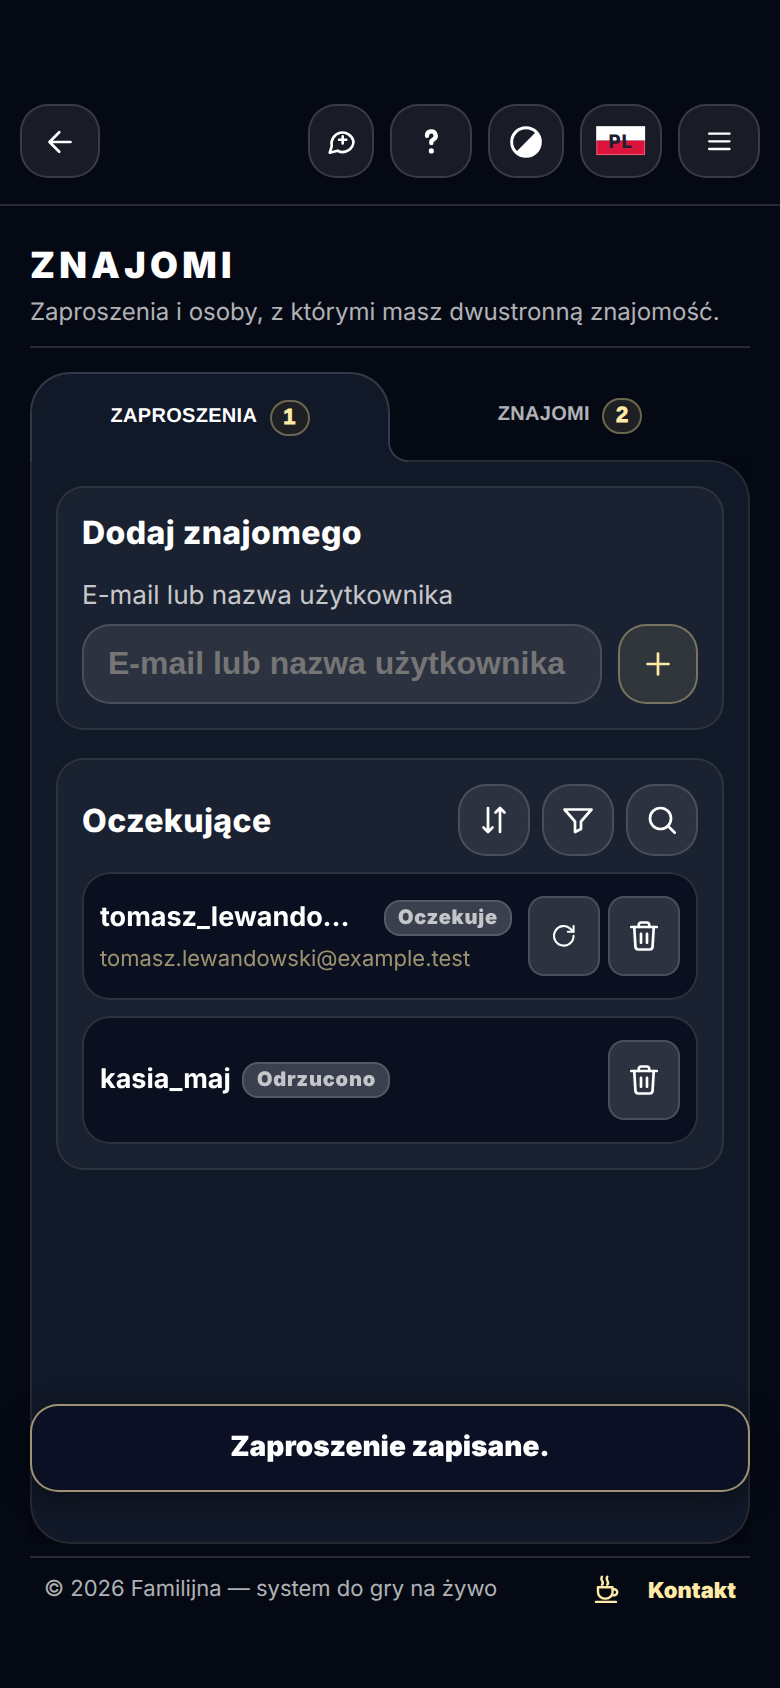 PL
ZNAJOMI
Zaproszenia i osoby, z którymi masz dwustronną znajomość.
ZAPROSZENIA 1
ZNAJOMI 2
Dodaj znajomego
E-mail lub nazwa użytkownika
E-mail lub nazwa użytkownika
Oczekujące
tomasz_lewando... Oczekuje
tomasz.lewandowski@example.test
kasia_maj Odrzucono
Zaproszenie zapisane.
© 2026 Familijna — system do gry na żywo Kontakt